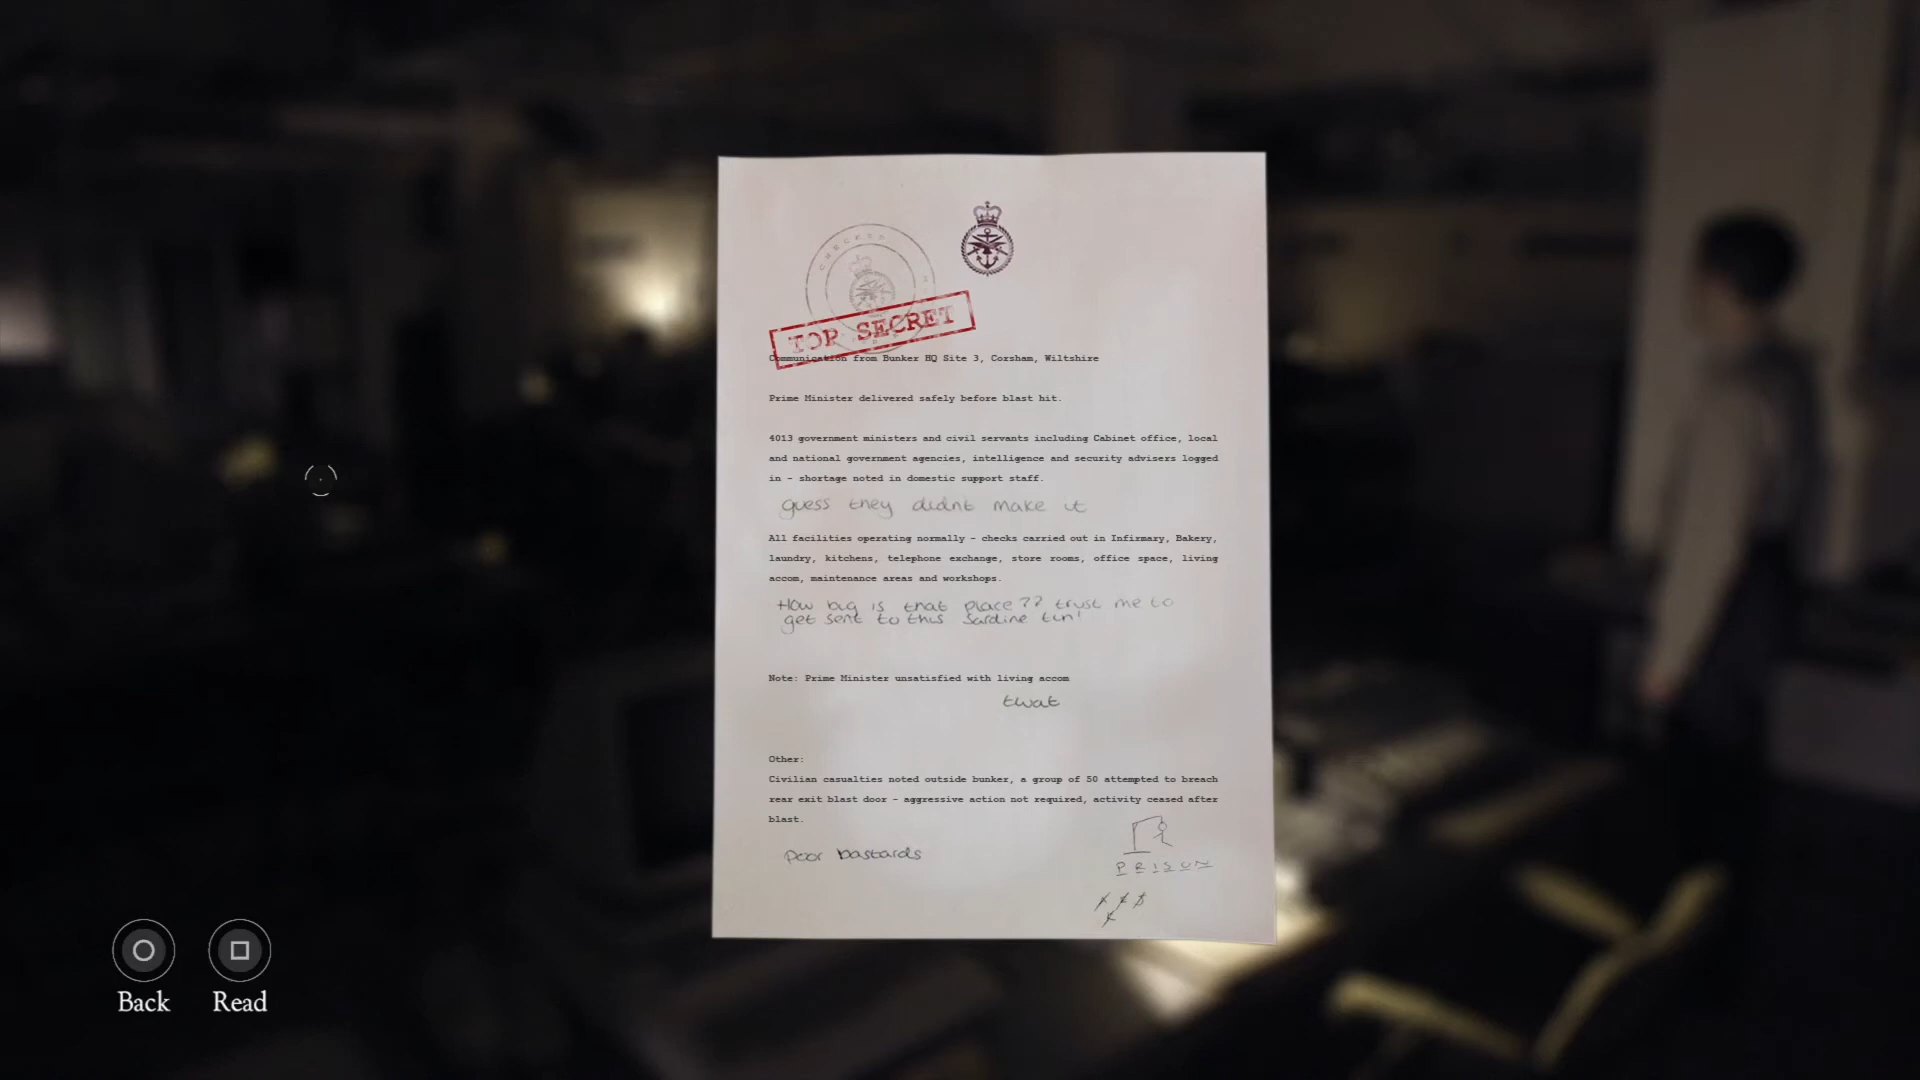 CHECKED
TOP SECRET
Communication from Bunker HQ Site 3, Corsham, Wiltshire
Prime Minister delivered safely before blast hit.
4013 government ministers and civil servants including Cabinet office, local
and national government agencies, intelligence and security advisers logged
in - shortage noted in domestic support staff.
guess they didnt make it
All facilities operating normally - checks carried out in Infirmary, Bakery,
laundry, kitchens, telephone exchange, store rooms, office space, living
accom, maintenance areas and workshops.
How big is that place?? trust me to
get sent to this sardine tin!
Note: Prime Minister unsatisfied with living accom
twat
Other:
Civilian casualties noted outside bunker, a group of 50 attempted to breach
rear exit blast door - aggressive action not required, activity ceased after
blast.
Poor bastards
PRISON
Back Read